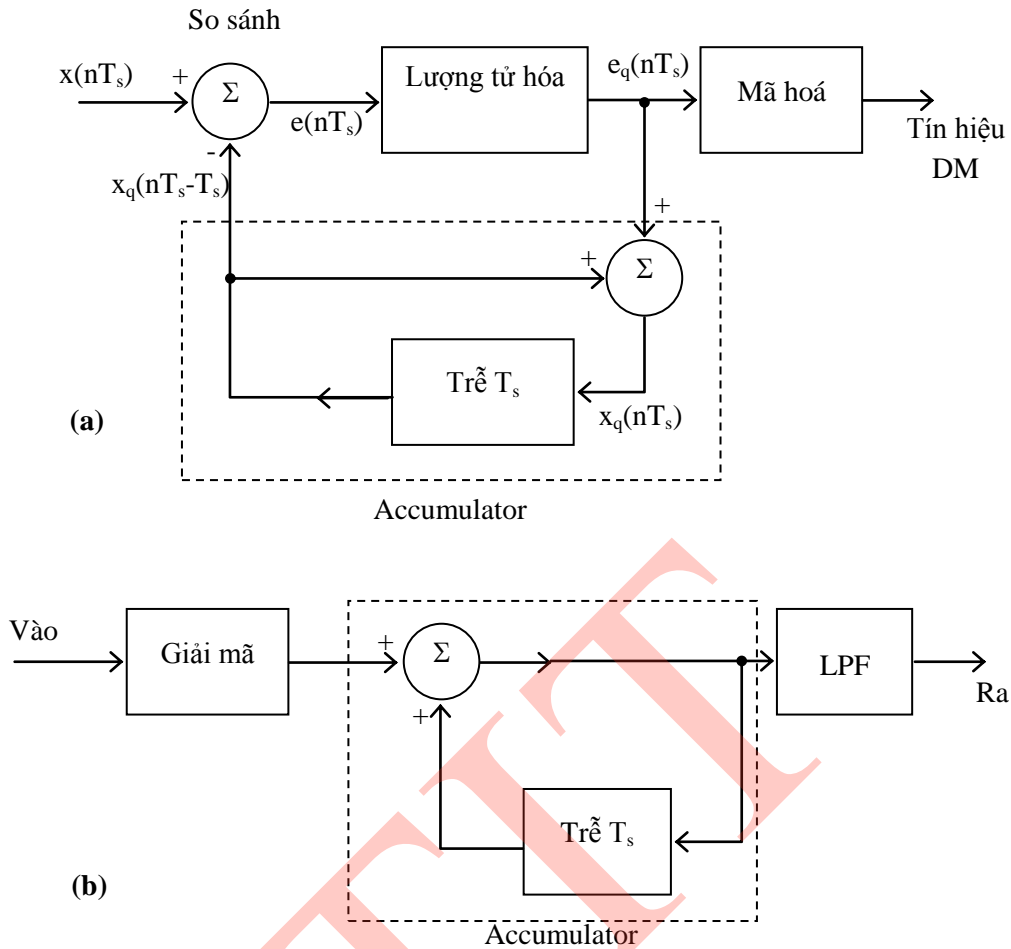 So sánh
x(nTs)
+
Σ
e(nTs)
Lượng tử hóa
eq(nTs)
Mã hoá
Tín hiệu
DM
-
xq(nTs-Ts)
+
+
Σ
Trễ Ts
xq(nTs)
(a)
Accumulator
Vào
Giải mã
+
Σ
+
LPF
Ra
Trễ Ts
(b)
Accumulator